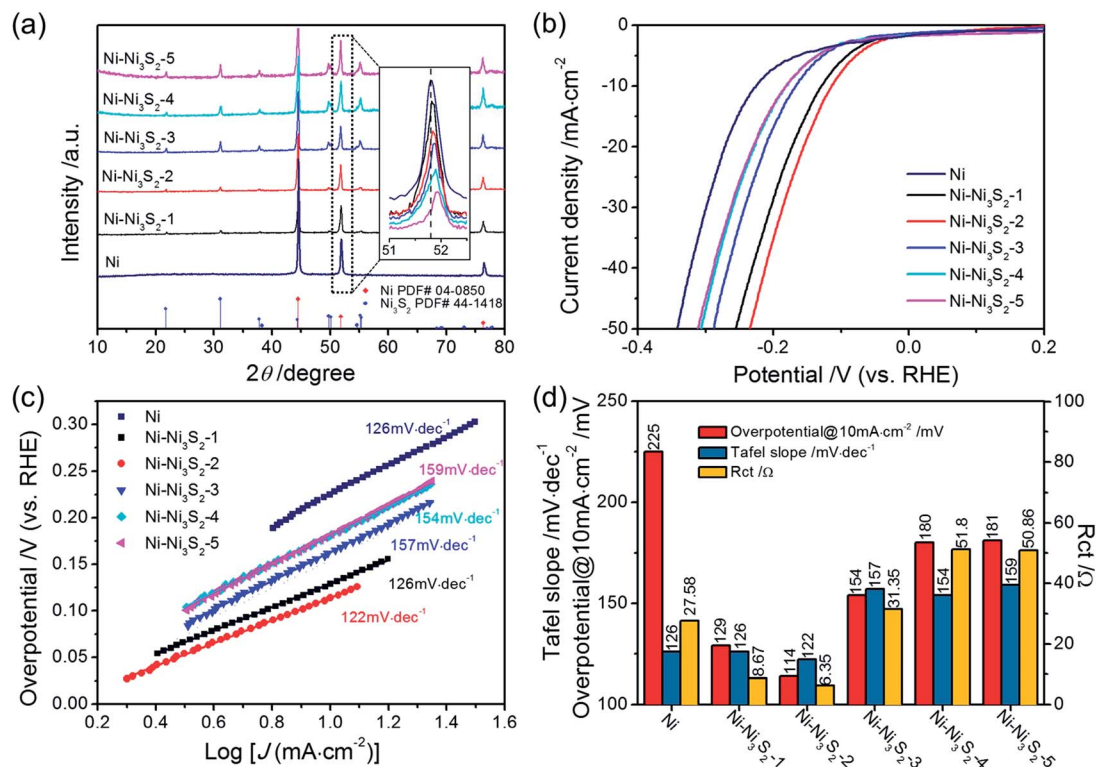 (a)
Intensity /a.u.
Ni-Ni₃S₂-5
Ni-Ni₃S₂-4
Ni-Ni₃S₂-3
Ni-Ni₃S₂-2
Ni-Ni₃S₂-1
Ni
51 52
Ni PDF# 04-0850
Ni₃S₂ PDF# 44-1418
10 20 30 40 50 60 70 80
2θ /degree
(b)
Current density /mA·cm⁻²
0
-10
-20
-30
-40
-50
Ni
Ni-Ni₃S₂-1
Ni-Ni₃S₂-2
Ni-Ni₃S₂-3
Ni-Ni₃S₂-4
Ni-Ni₃S₂-5
-0.4 -0.2 0.0 0.2
Potential /V (vs. RHE)
(c)
Overpotential /V (vs. RHE)
0.30
0.25
0.20
0.15
0.10
0.05
0.00
Ni
Ni-Ni₃S₂-1
Ni-Ni₃S₂-2
Ni-Ni₃S₂-3
Ni-Ni₃S₂-4
Ni-Ni₃S₂-5
126mV·dec⁻¹
159mV·dec⁻¹
154mV·dec⁻¹
157mV·dec⁻¹
126mV·dec⁻¹
122mV·dec⁻¹
0.2 0.4 0.6 0.8 1.0 1.2 1.4 1.6
Log [J (mA·cm⁻²)]
(d)
Tafel slope /mV·dec⁻¹
Overpotential@10mA·cm⁻² /mV
250
200
150
100
Overpotential@10mA·cm⁻² /mV
Tafel slope /mV·dec⁻¹
Rct /Ω
225 126 27.58
129 126 8.67
114 122 6.35
154 157 31.35
180 154 51.8
181 159 50.86
100
80
60
40
20
0
Rct /Ω
Ni
Ni-Ni₃S₂-1
Ni-Ni₃S₂-2
Ni-Ni₃S₂-3
Ni-Ni₃S₂-4
Ni-Ni₃S₂-5